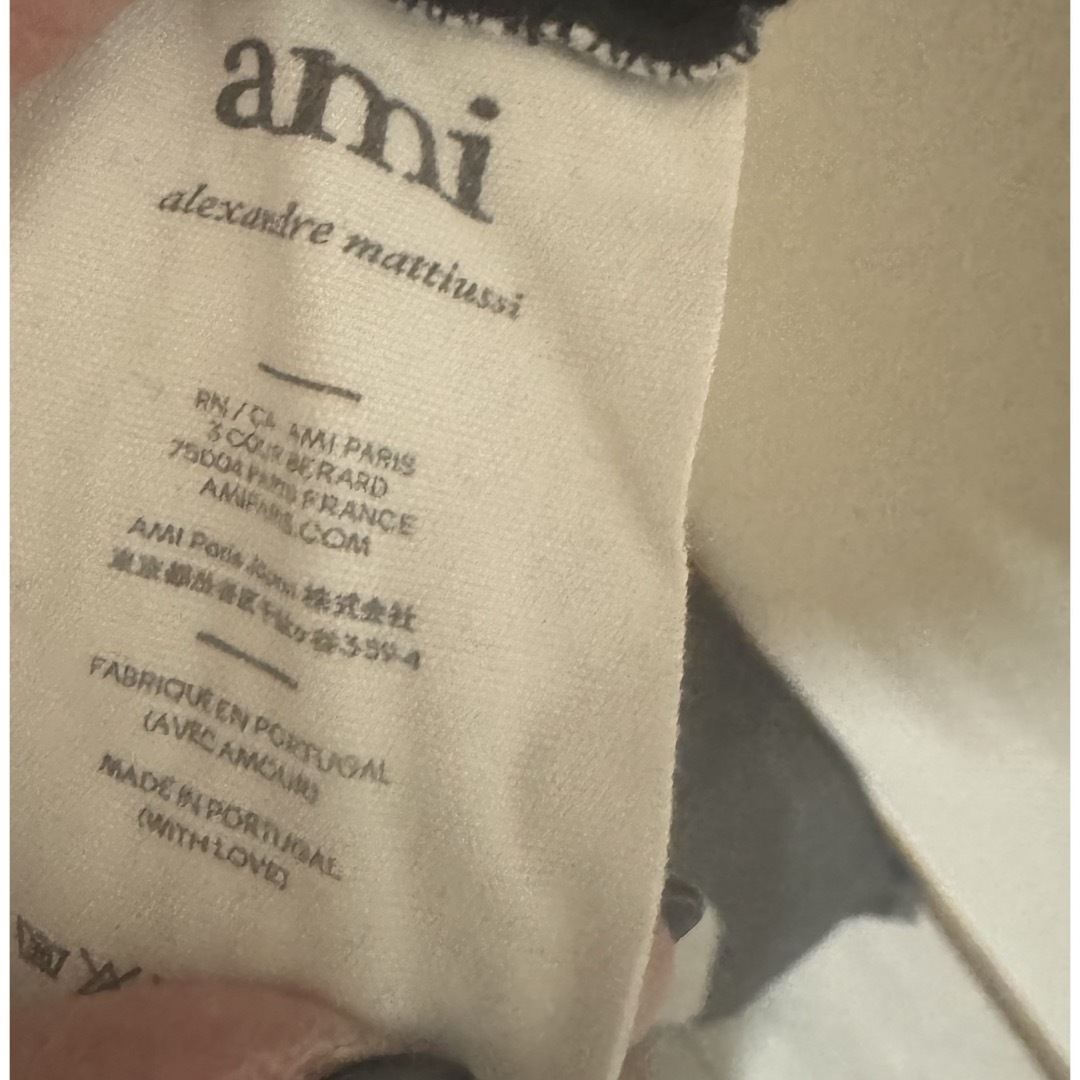 ami
alexandre mattiussi
RN / CA AMI PARIS
3 COUR BERARD
75004 PARIS FRANCE
AMIPARIS.COM
AMI Paris 株式会社
東京都渋谷区千駄ヶ谷3-59-4
FABRIQUÉ EN PORTUGAL
(AVEC AMOUR)
MADE IN PORTUGAL
(WITH LOVE)